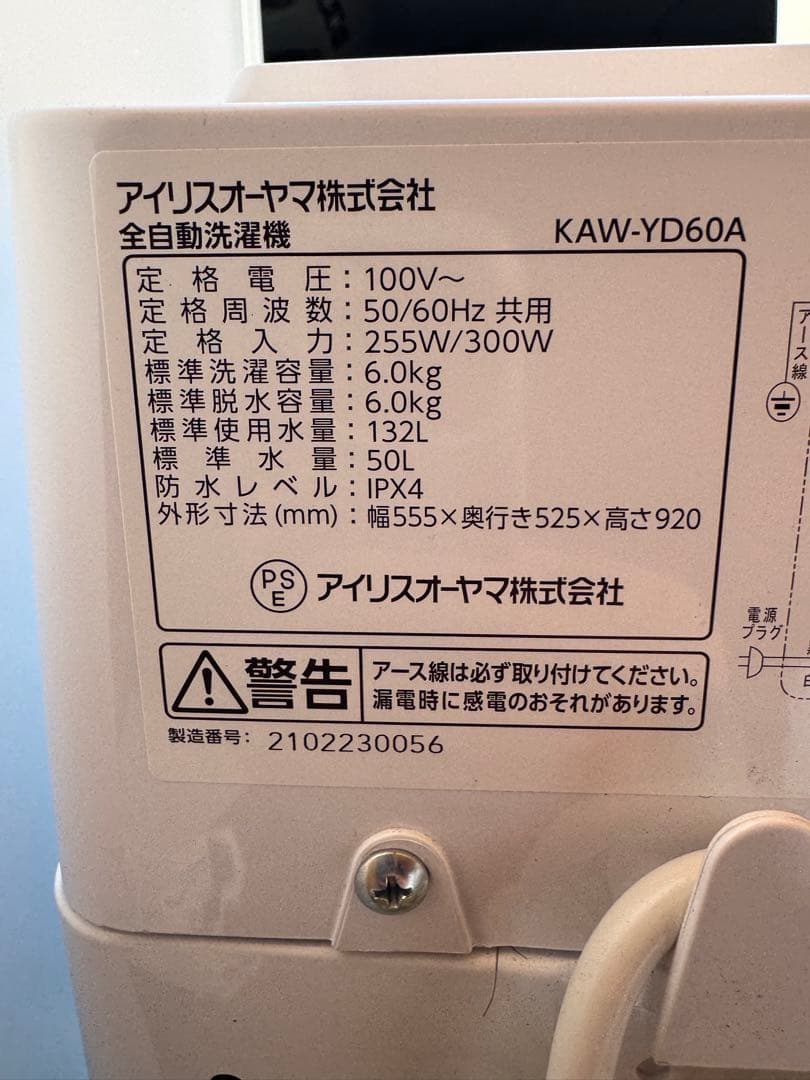 アイリスオーヤマ株式会社
全自動洗濯機 KAW-YD60A
定格電圧：100V～
定格周波数：50/60Hz 共用
定格入力：255W/300W
標準洗濯容量：6.0kg
標準脱水容量：6.0kg
標準使用水量：132L
標準水量：50L
防水レベル：IPX4
外形寸法(mm)：幅555×奥行き525×高さ920
PS
E
アイリスオーヤマ株式会社
警告
アース線は必ず取り付けてください。
漏電時に感電のおそれがあります。
製造番号：2102230056
アース線
電源
プラグ